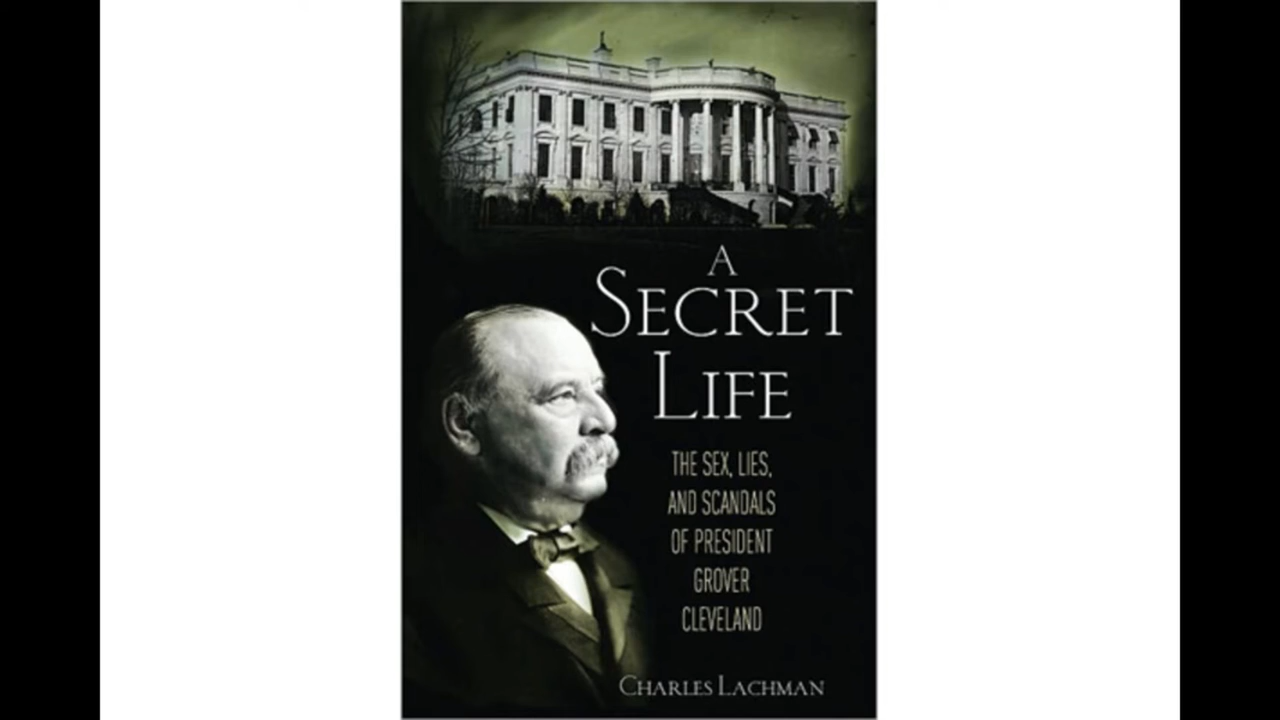 A
SECRET
LIFE
THE SEX, LIES,
AND SCANDALS
OF PRESIDENT
GROVER
CLEVELAND
CHARLES LACHMAN